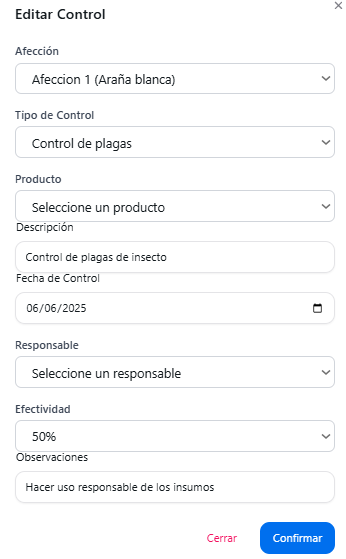 Editar Control
Afección
Afeccion 1 (Araña blanca)
Tipo de Control
Control de plagas
Producto
Seleccione un producto
Descripción
Control de plagas de insecto
Fecha de Control
06/06/2025
Responsable
Seleccione un responsable
Efectividad
50%
Observaciones
Hacer uso responsable de los insumos
Cerrar Confirmar